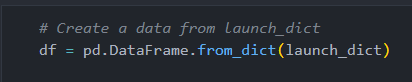 # Create a data from launch_dict
df = pd.DataFrame.from_dict(launch_dict)